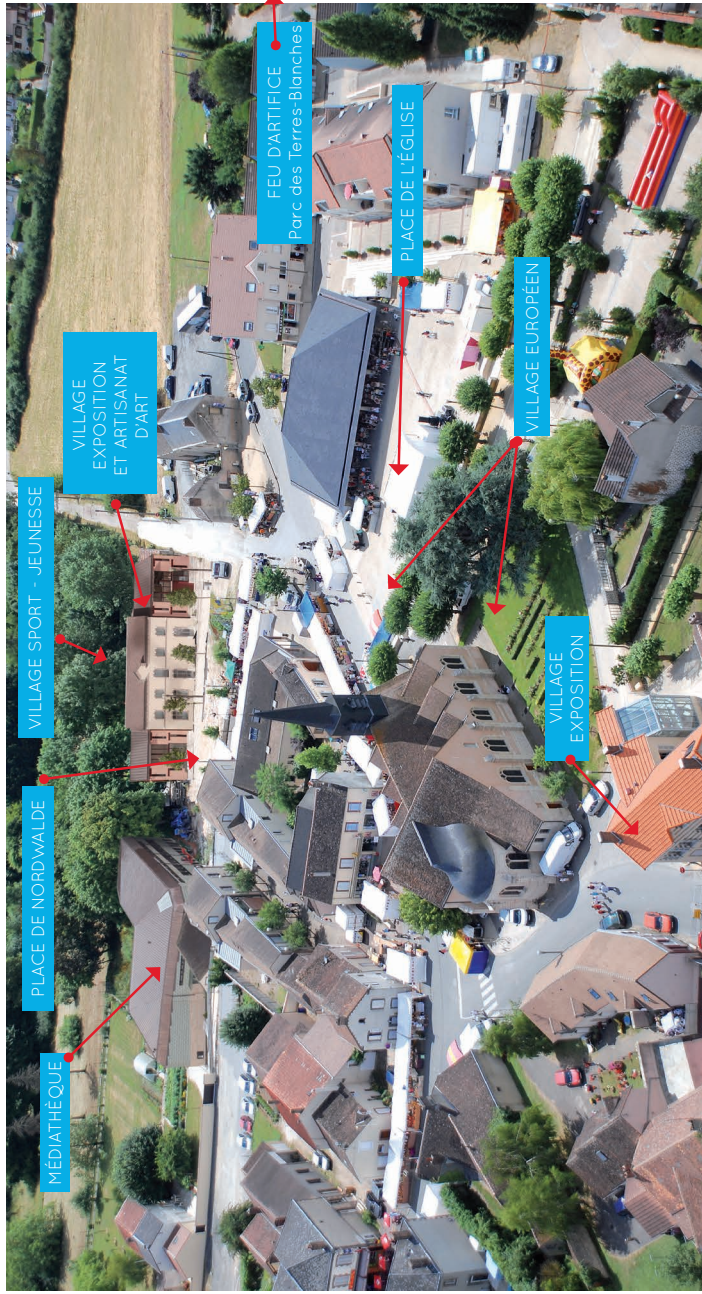 MÉDIATHÈQUE
PLACE DE NORDWALDE
VILLAGE SPORT - JEUNESSE
VILLAGE
EXPOSITION
ET ARTISANAT
D'ART
FEU D'ARTIFICE
Parc des Terres-Blanches
PLACE DE L'ÉGLISE
VILLAGE EUROPÉEN
VILLAGE
EXPOSITION